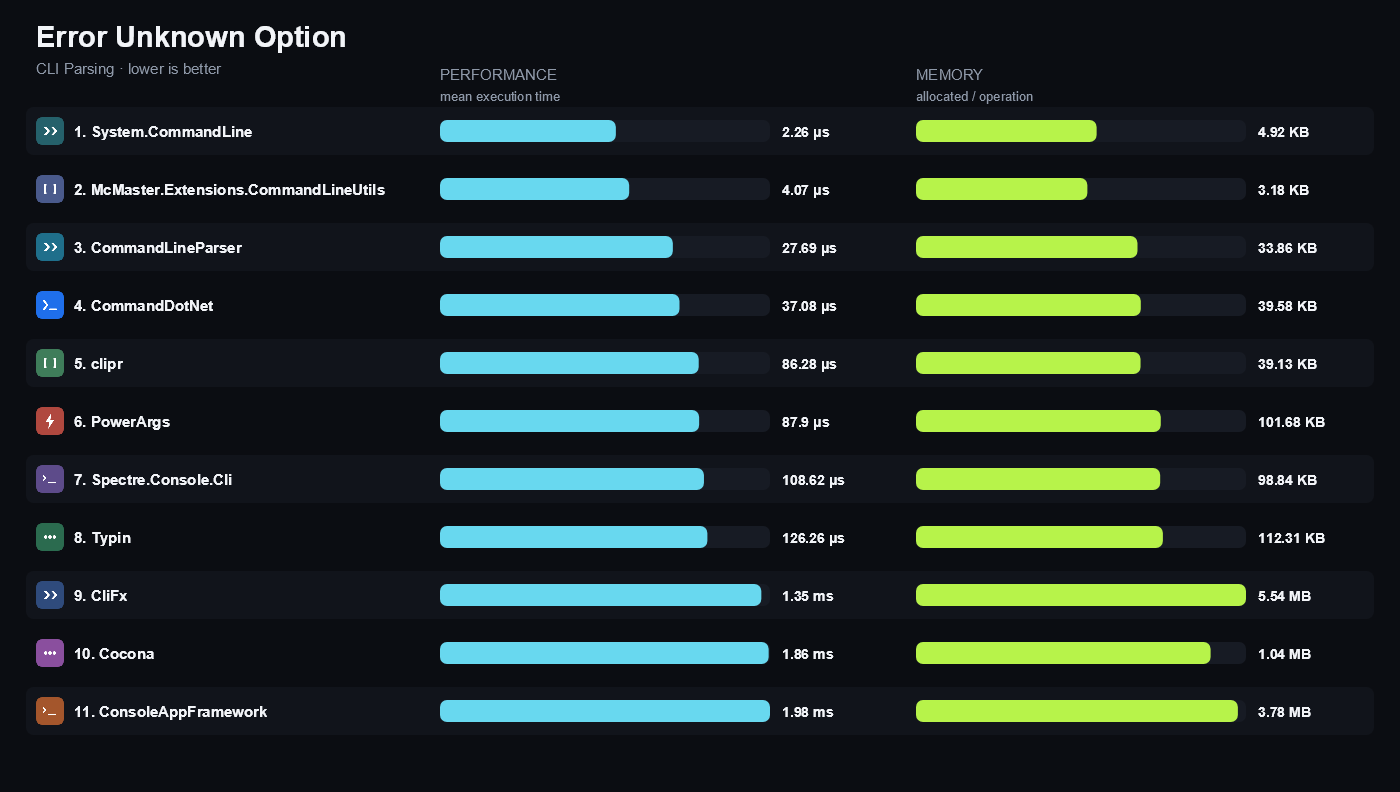 Error Unknown Option
CLI Parsing · lower is better
PERFORMANCE
mean execution time
MEMORY
allocated / operation
1. System.CommandLine 2.26 µs 4.92 KB
2. McMaster.Extensions.CommandLineUtils 4.07 µs 3.18 KB
3. CommandLineParser 27.69 µs 33.86 KB
4. CommandDotNet 37.08 µs 39.58 KB
5. clipr 86.28 µs 39.13 KB
6. PowerArgs 87.9 µs 101.68 KB
7. Spectre.Console.Cli 108.62 µs 98.84 KB
8. Typin 126.26 µs 112.31 KB
9. CliFx 1.35 ms 5.54 MB
10. Cocona 1.86 ms 1.04 MB
11. ConsoleAppFramework 1.98 ms 3.78 MB